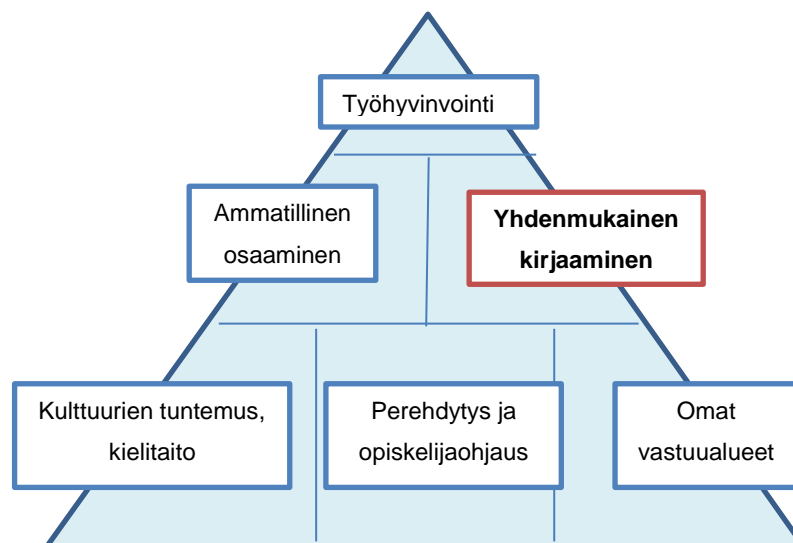 Työhyvinvointi
Ammatillinen
osaaminen
Yhdenmukainen
kirjaaminen
Kulttuurien tuntemus,
kielitaito
Perehdytys ja
opiskelijaohjaus
Omat
vastuualueet